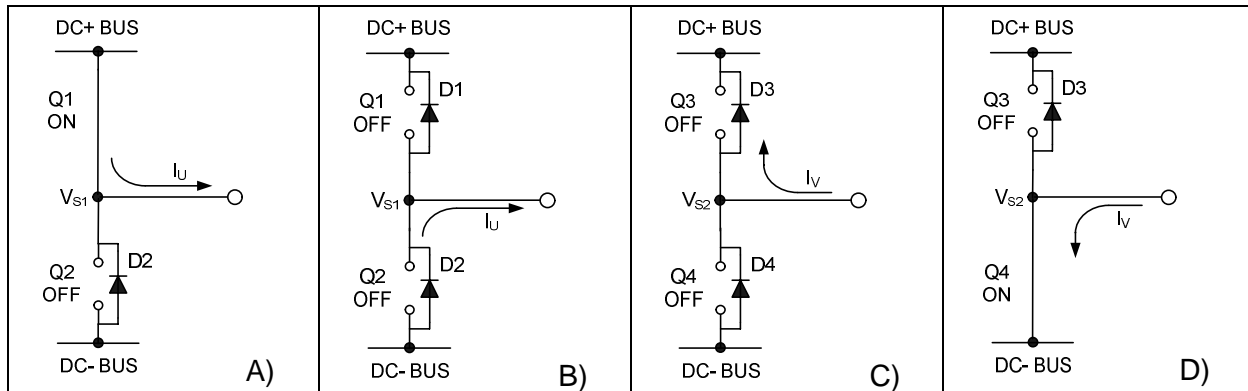 DC+ BUS
Q1
ON
I_U
V_S1
Q2
OFF
D2
DC- BUS
A)
DC+ BUS
Q1
OFF
D1
V_S1
I_U
Q2
OFF
D2
DC- BUS
B)
DC+ BUS
Q3
OFF
D3
I_V
V_S2
Q4
OFF
D4
DC- BUS
C)
DC+ BUS
Q3
OFF
D3
V_S2
I_V
Q4
ON
DC- BUS
D)